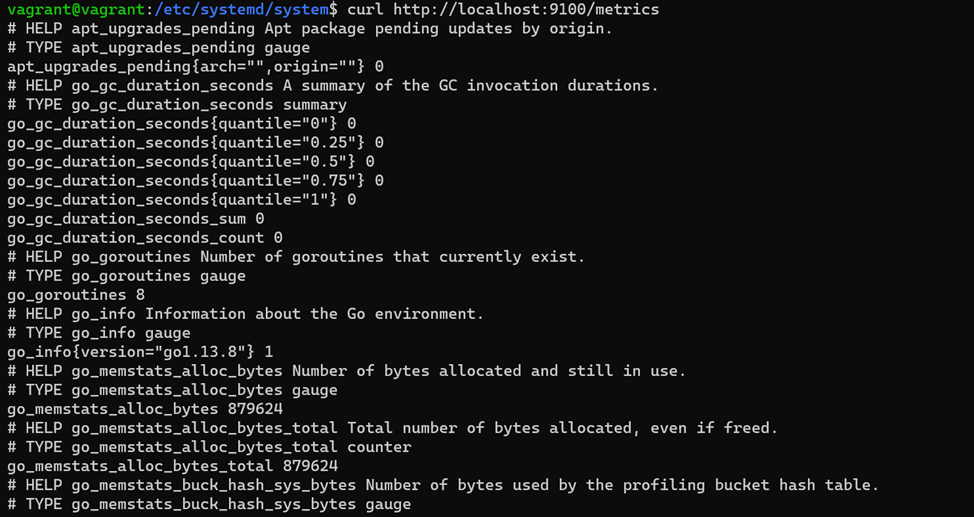 vagrant@vagrant:/etc/systemd/system$ curl http://localhost:9100/metrics
# HELP apt_upgrades_pending Apt package pending updates by origin.
# TYPE apt_upgrades_pending gauge
apt_upgrades_pending{arch="",origin=""} 0
# HELP go_gc_duration_seconds A summary of the GC invocation durations.
# TYPE go_gc_duration_seconds summary
go_gc_duration_seconds{quantile="0"} 0
go_gc_duration_seconds{quantile="0.25"} 0
go_gc_duration_seconds{quantile="0.5"} 0
go_gc_duration_seconds{quantile="0.75"} 0
go_gc_duration_seconds{quantile="1"} 0
go_gc_duration_seconds_sum 0
go_gc_duration_seconds_count 0
# HELP go_goroutines Number of goroutines that currently exist.
# TYPE go_goroutines gauge
go_goroutines 8
# HELP go_info Information about the Go environment.
# TYPE go_info gauge
go_info{version="go1.13.8"} 1
# HELP go_memstats_alloc_bytes Number of bytes allocated and still in use.
# TYPE go_memstats_alloc_bytes gauge
go_memstats_alloc_bytes 879624
# HELP go_memstats_alloc_bytes_total Total number of bytes allocated, even if freed.
# TYPE go_memstats_alloc_bytes_total counter
go_memstats_alloc_bytes_total 879624
# HELP go_memstats_buck_hash_sys_bytes Number of bytes used by the profiling bucket hash table.
# TYPE go_memstats_buck_hash_sys_bytes gauge